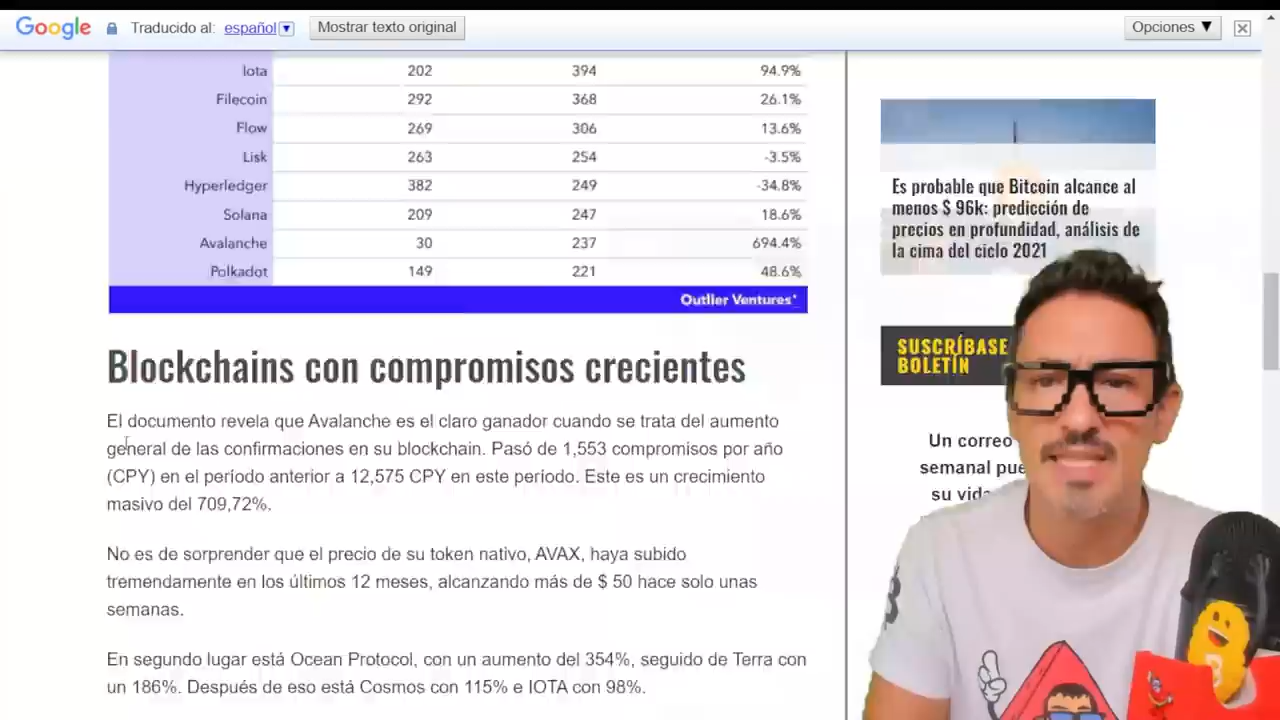 Google Traducido al: español Mostrar texto original Opciones ▼
Iota 202 394 94.9%
Filecoin 292 368 26.1%
Flow 269 306 13.6%
Lisk 263 254 -3.5%
Hyperledger 382 249 -34.8%
Solana 209 247 18.6%
Avalanche 30 237 694.4%
Polkadot 149 221 48.6%
Outlier Ventures
Blockchains con compromisos crecientes
El documento revela que Avalanche es el claro ganador cuando se trata del aumento
general de las confirmaciones en su blockchain. Pasó de 1,553 compromisos por año
(CPY) en el período anterior a 12,575 CPY en este período. Este es un crecimiento
masivo del 709,72%.
No es de sorprender que el precio de su token nativo, AVAX, haya subido
tremendamente en los últimos 12 meses, alcanzando más de $ 50 hace solo unas
semanas.
En segundo lugar está Ocean Protocol, con un aumento del 354%, seguido de Terra con
un 186%. Después de eso está Cosmos con 115% e IOTA con 98%.
Es probable que Bitcoin alcance al
menos $ 96k: predicción de
precios en profundidad, análisis de
la cima del ciclo 2021
SUSCRÍBASE
BOLETÍN
Un correo
semanal
su vida